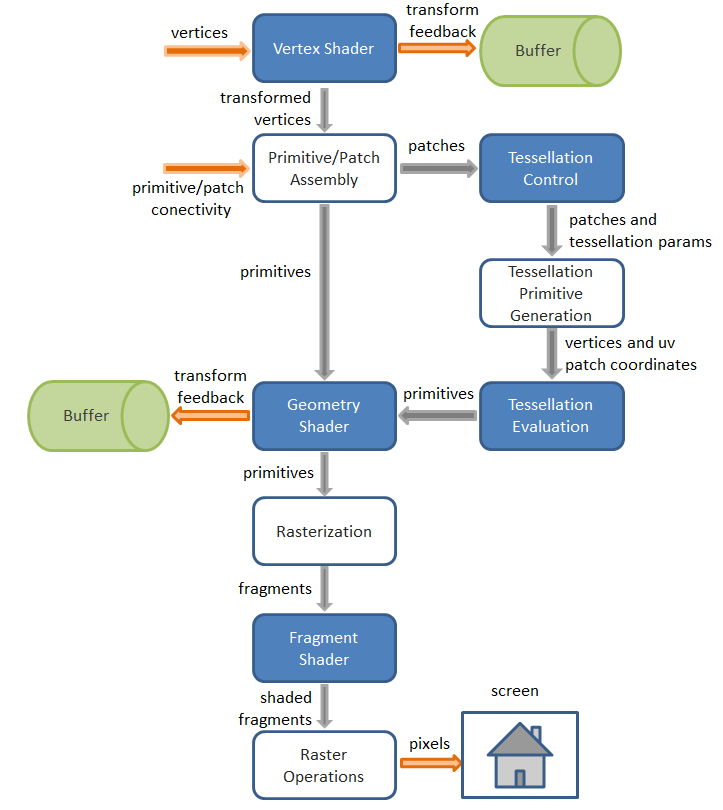 vertices
Vertex Shader
transform
feedback
Buffer
transformed
vertices
primitive/patch
conectivity
Primitive/Patch
Assembly
patches
Tessellation
Control
patches and
tessellation params
primitives
Tessellation
Primitive
Generation
vertices and uv
patch coordinates
Buffer
transform
feedback
Geometry
Shader
primitives
Tessellation
Evaluation
primitives
Rasterization
fragments
Fragment
Shader
shaded
fragments
Raster
Operations
pixels
screen